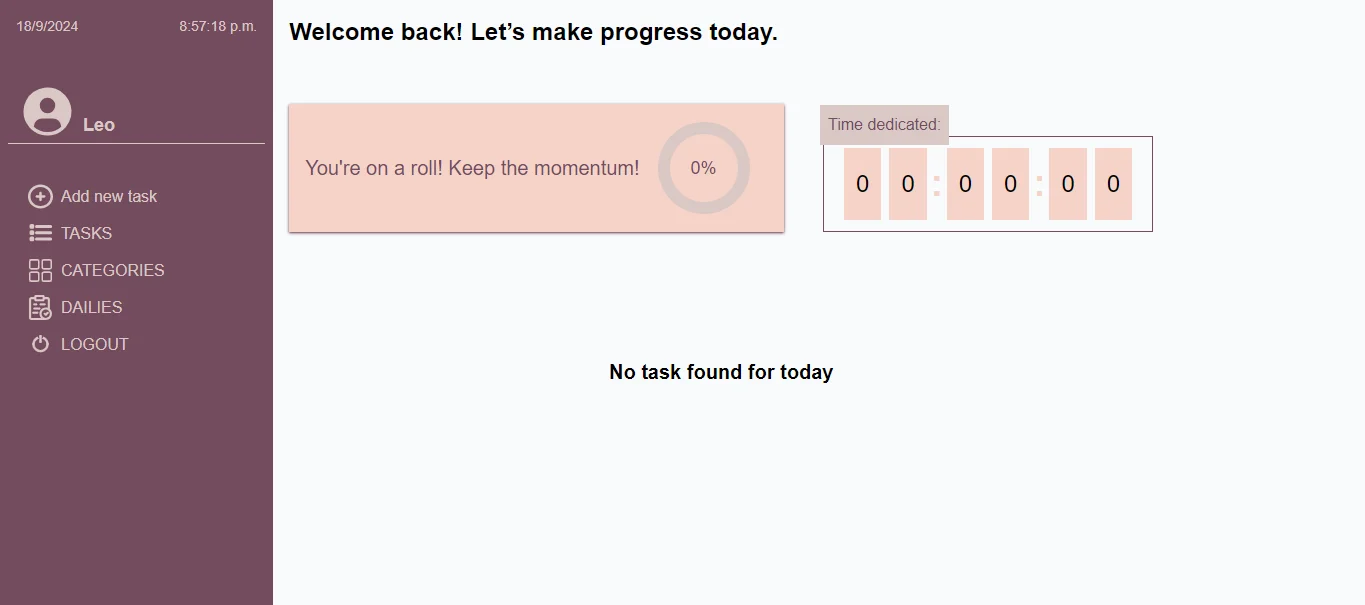 18/9/2024 8:57:18 p.m.
Leo
Add new task
TASKS
CATEGORIES
DAILIES
LOGOUT
Welcome back! Let’s make progress today.
You're on a roll! Keep the momentum!
0%
Time dedicated:
0 0 : 0 0 : 0 0
No task found for today